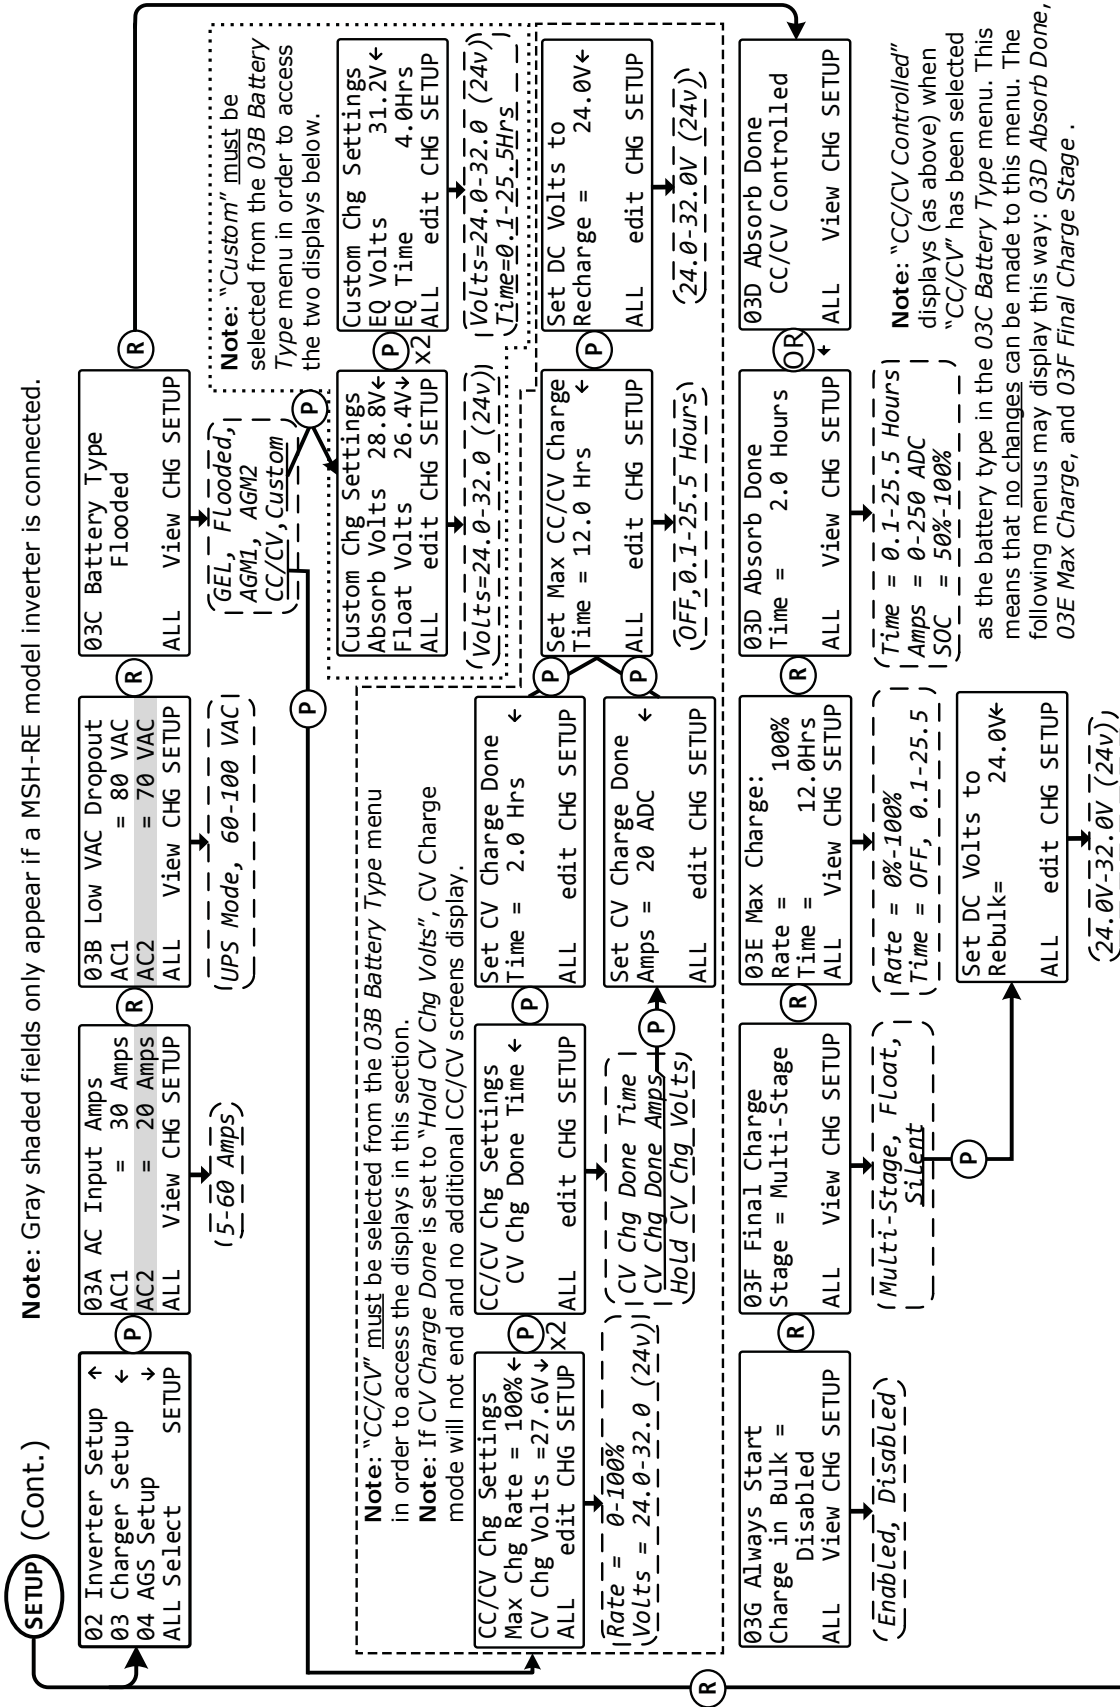 SETUP (Cont.)
Note: Gray shaded fields only appear if a MSH-RE model inverter is connected.
02 Inverter Setup ↑
03 Charger Setup ←
04 AGS Setup ↓
ALL Select SETUP
P
03A AC Input Amps
AC1 = 30 Amps
AC2 = 20 Amps
ALL View CHG SETUP
(5-60 Amps)
R
03B Low VAC Dropout
AC1 = 80 VAC
AC2 = 70 VAC
ALL View CHG SETUP
(UPS Mode, 60-100 VAC)
R
03C Battery Type
Flooded
ALL View CHG SETUP
(GEL, Flooded,
AGM1, AGM2
CC/CV, Custom)
R
P
P
Note: "Custom" must be
selected from the 03B Battery
Type menu in order to access
the two displays below.
Custom Chg Settings
Absorb Volts 28.8V←
Float Volts 26.4V↓
ALL edit CHG SETUP
(Volts=24.0-32.0 (24v))
P
x2
Custom Chg Settings
EQ Volts 31.2V←
EQ Time 4.0Hrs
ALL edit CHG SETUP
(Volts=24.0-32.0 (24v)
Time=0.1-25.5Hrs)
Note: "CC/CV" must be selected from the 03B Battery Type menu
in order to access the displays in this section.
Note: If CV Charge Done is set to "Hold CV Chg Volts", CV Charge
mode will not end and no additional CC/CV screens display.
CC/CV Chg Settings
Max Chg Rate = 100%←
CV Chg Volts =27.6V↓
ALL edit CHG SETUP
(Rate = 0-100%
Volts = 24.0-32.0 (24v))
P
x2
CC/CV Chg Settings
CV Chg Done Time ←
ALL edit CHG SETUP
(CV Chg Done Time
CV Chg Done Amps
Hold CV Chg Volts)
P
P
Set CV Charge Done
Time = 2.0 Hrs ←
ALL edit CHG SETUP
P
Set CV Charge Done
Amps = 20 ADC ←
ALL edit CHG SETUP
P
Set Max CC/CV Charge
Time = 12.0 Hrs ←
ALL edit CHG SETUP
(OFF,0.1-25.5 Hours)
P
Set DC Volts to
Recharge = 24.0V←
ALL edit CHG SETUP
(24.0-32.0V (24v))
03G Always Start
Charge in Bulk =
Disabled
ALL View CHG SETUP
(Enabled, Disabled)
R
03F Final Charge
Stage = Multi-Stage
ALL View CHG SETUP
(Multi-Stage, Float,
Silent)
P
R
03E Max Charge:
Rate = 100%
Time = 12.0Hrs
ALL View CHG SETUP
(Rate = 0%-100%
Time = OFF, 0.1-25.5)
R
03D Absorb Done
Time = 2.0 Hours
ALL View CHG SETUP
(Time = 0.1-25.5 Hours
Amps = 0-250 ADC
SOC = 50%-100%)
OR
←
03D Absorb Done
CC/CV Controlled
ALL View CHG SETUP
Set DC Volts to
Rebulk= 24.0V←
ALL edit CHG SETUP
(24.0V-32.0V (24v))
Note: "CC/CV Controlled"
displays (as above) when
"CC/CV" has been selected
as the battery type in the 03C Battery Type menu. This
means that no changes can be made to this menu. The
following menus may display this way: 03D Absorb Done,
03E Max Charge, and 03F Final Charge Stage .
R